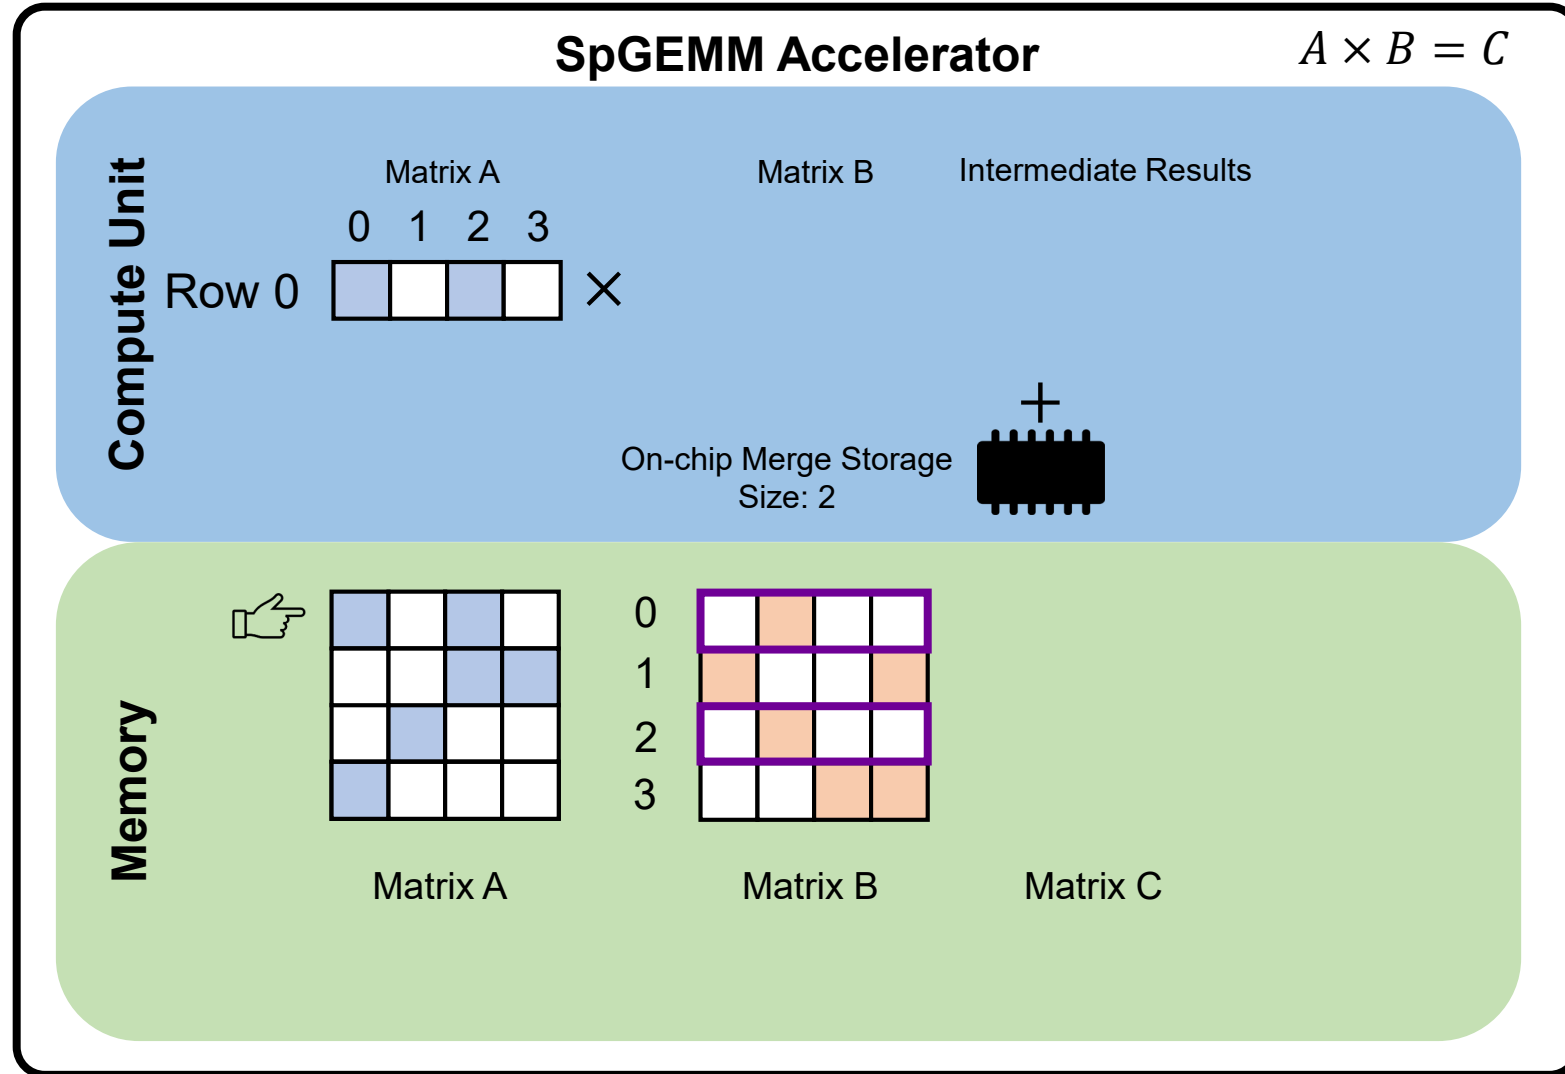 SpGEMM Accelerator
A × B = C
Compute Unit
Matrix A
Matrix B
Intermediate Results
0 1 2 3
Row 0
×
+
On-chip Merge Storage
Size: 2
Memory
0
1
2
3
Matrix A
Matrix B
Matrix C